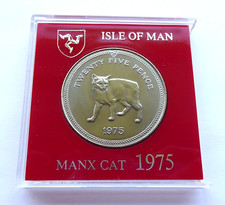 ISLE OF MAN
TWENTY FIVE PENCE
1975
MANX CAT 1975